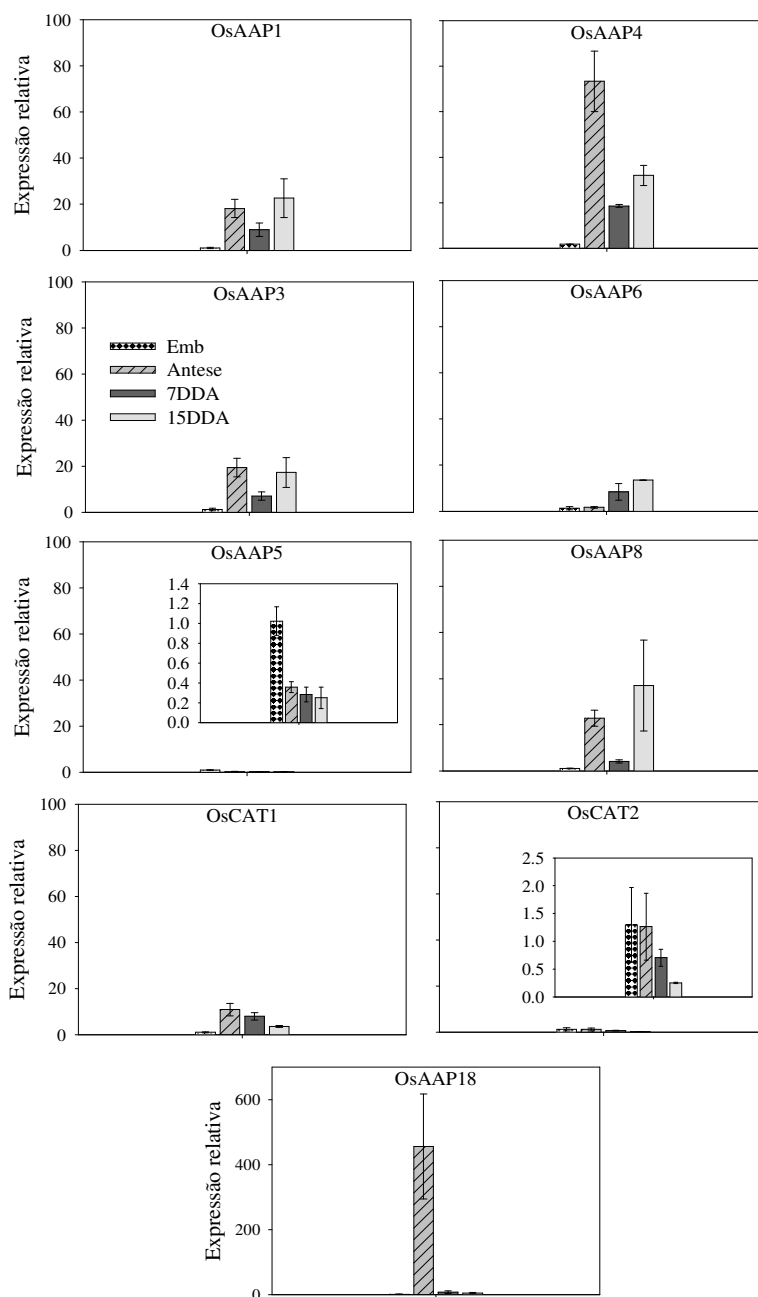 OsAAP1
OsAAP4
Expressão relativa
100
80
60
40
20
0
OsAAP3
OsAAP6
Expressão relativa
100
80
60
40
20
0
Emb
Antese
7DDA
15DDA
OsAAP5
OsAAP8
Expressão relativa
100
80
60
40
20
0
1.4
1.2
1.0
0.8
0.6
0.4
0.2
0.0
OsCAT1
OsCAT2
Expressão relativa
100
80
60
40
20
0
2.5
2.0
1.5
1.0
0.5
0.0
OsAAP18
Expressão relativa
600
400
200
0